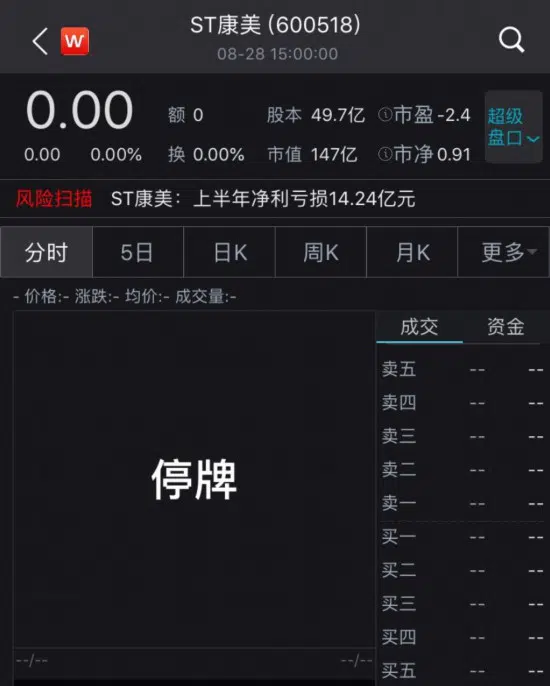 ST康美 (600518)
W
08-28 15:00:00
0.00 额 0 股本 49.7亿 ⓘ市盈 -2.4 超级
盘口
0.00 0.00% 换 0.00% 市值 147亿 ⓘ市净 0.91
风险扫描 ST康美：上半年净利亏损14.24亿元
分时 5日 日K 周K 月K 更多
- 价格:- 涨跌:- 均价:- 成交量:-
成交 资金
卖五 -- --
卖四 -- --
卖三 -- --
卖二 -- --
停牌
卖一 -- --
买一 -- --
买二 -- --
买三 -- --
买四 -- --
--/-- --/--
买五 -- --